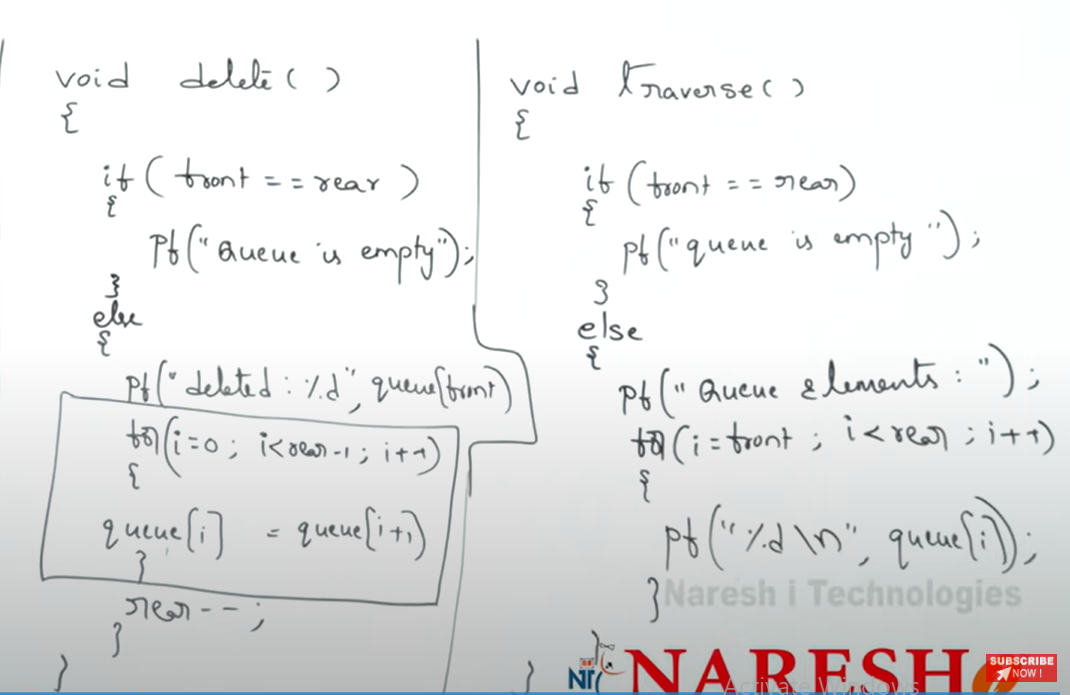 void delete( )
{
if( front == rear )
{
Pf("Queue is empty");
}
else
{
Pf("deleted : %d", queue[front])
for(i=0; i<rear-1; i++)
{
queue[i] = queue[i+1)
}
rear--;
}
}
void traverse( )
{
if(front == rear)
{
pf("queue is empty");
}
else
{
pf("Queue Elements : ");
for(i=front; i<rear; i++)
{
pf("%d\n", queue[i]);
}
}
}
Naresh i Technologies
NARESH
SUBSCRIBE
NOW!
Activate Windows